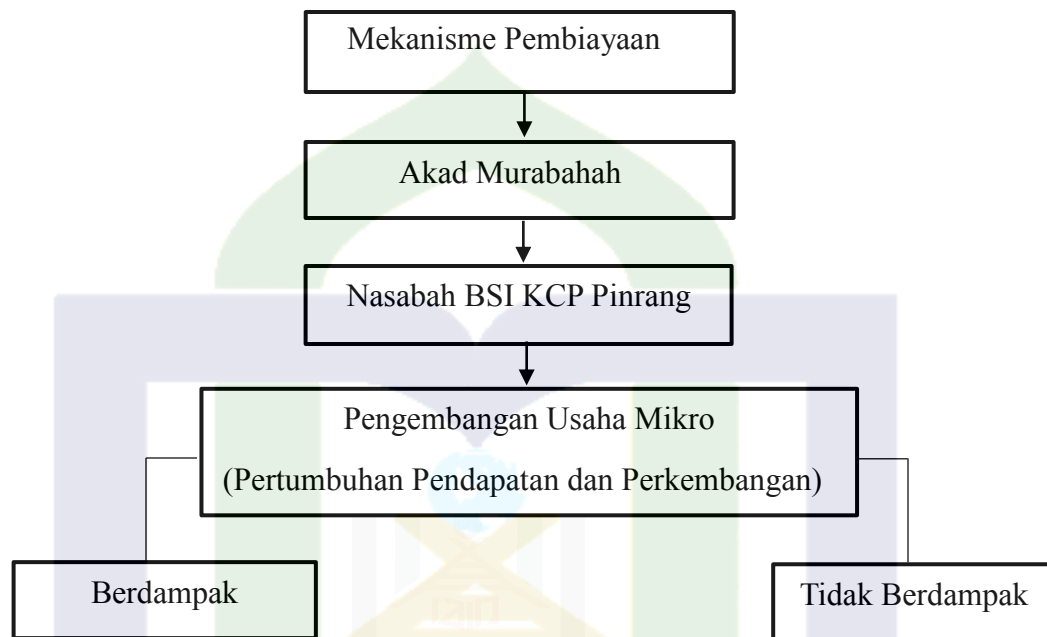 Mekanisme Pembiayaan
Akad Murabahah
Nasabah BSI KCP Pinrang
Pengembangan Usaha Mikro
(Pertumbuhan Pendapatan dan Perkembangan)
Berdampak
Tidak Berdampak